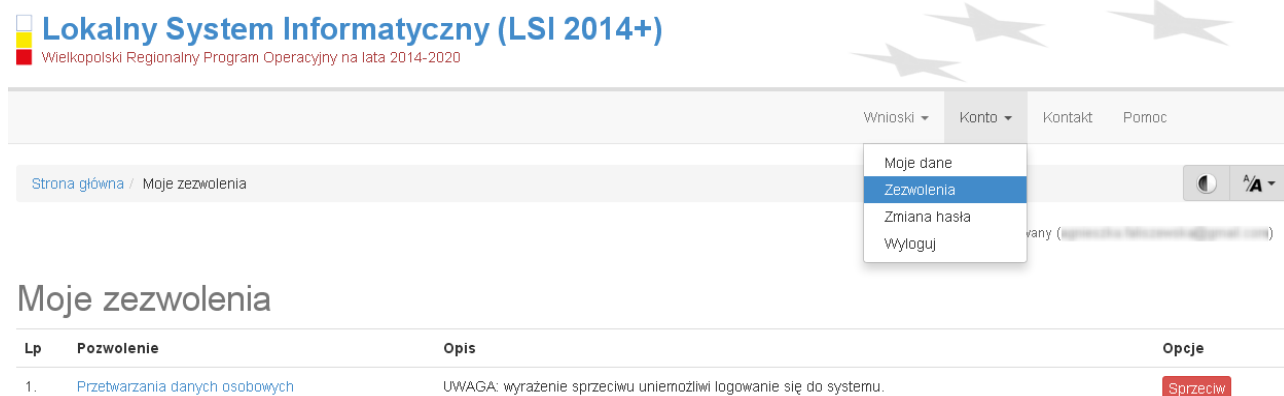 Lokalny System Informatyczny (LSI 2014+)
Wielkopolski Regionalny Program Operacyjny na lata 2014-2020
Wnioski Konto Kontakt Pomoc
Moje dane
Strona główna / Moje zezwolenia
Zezwolenia
A/A
Zmiana hasła
Wyloguj
Moje zezwolenia
Lp Pozwolenie Opis Opcje
1. Przetwarzania danych osobowych UWAGA: wyrażenie sprzeciwu uniemożliwi logowanie się do systemu. Sprzeciw